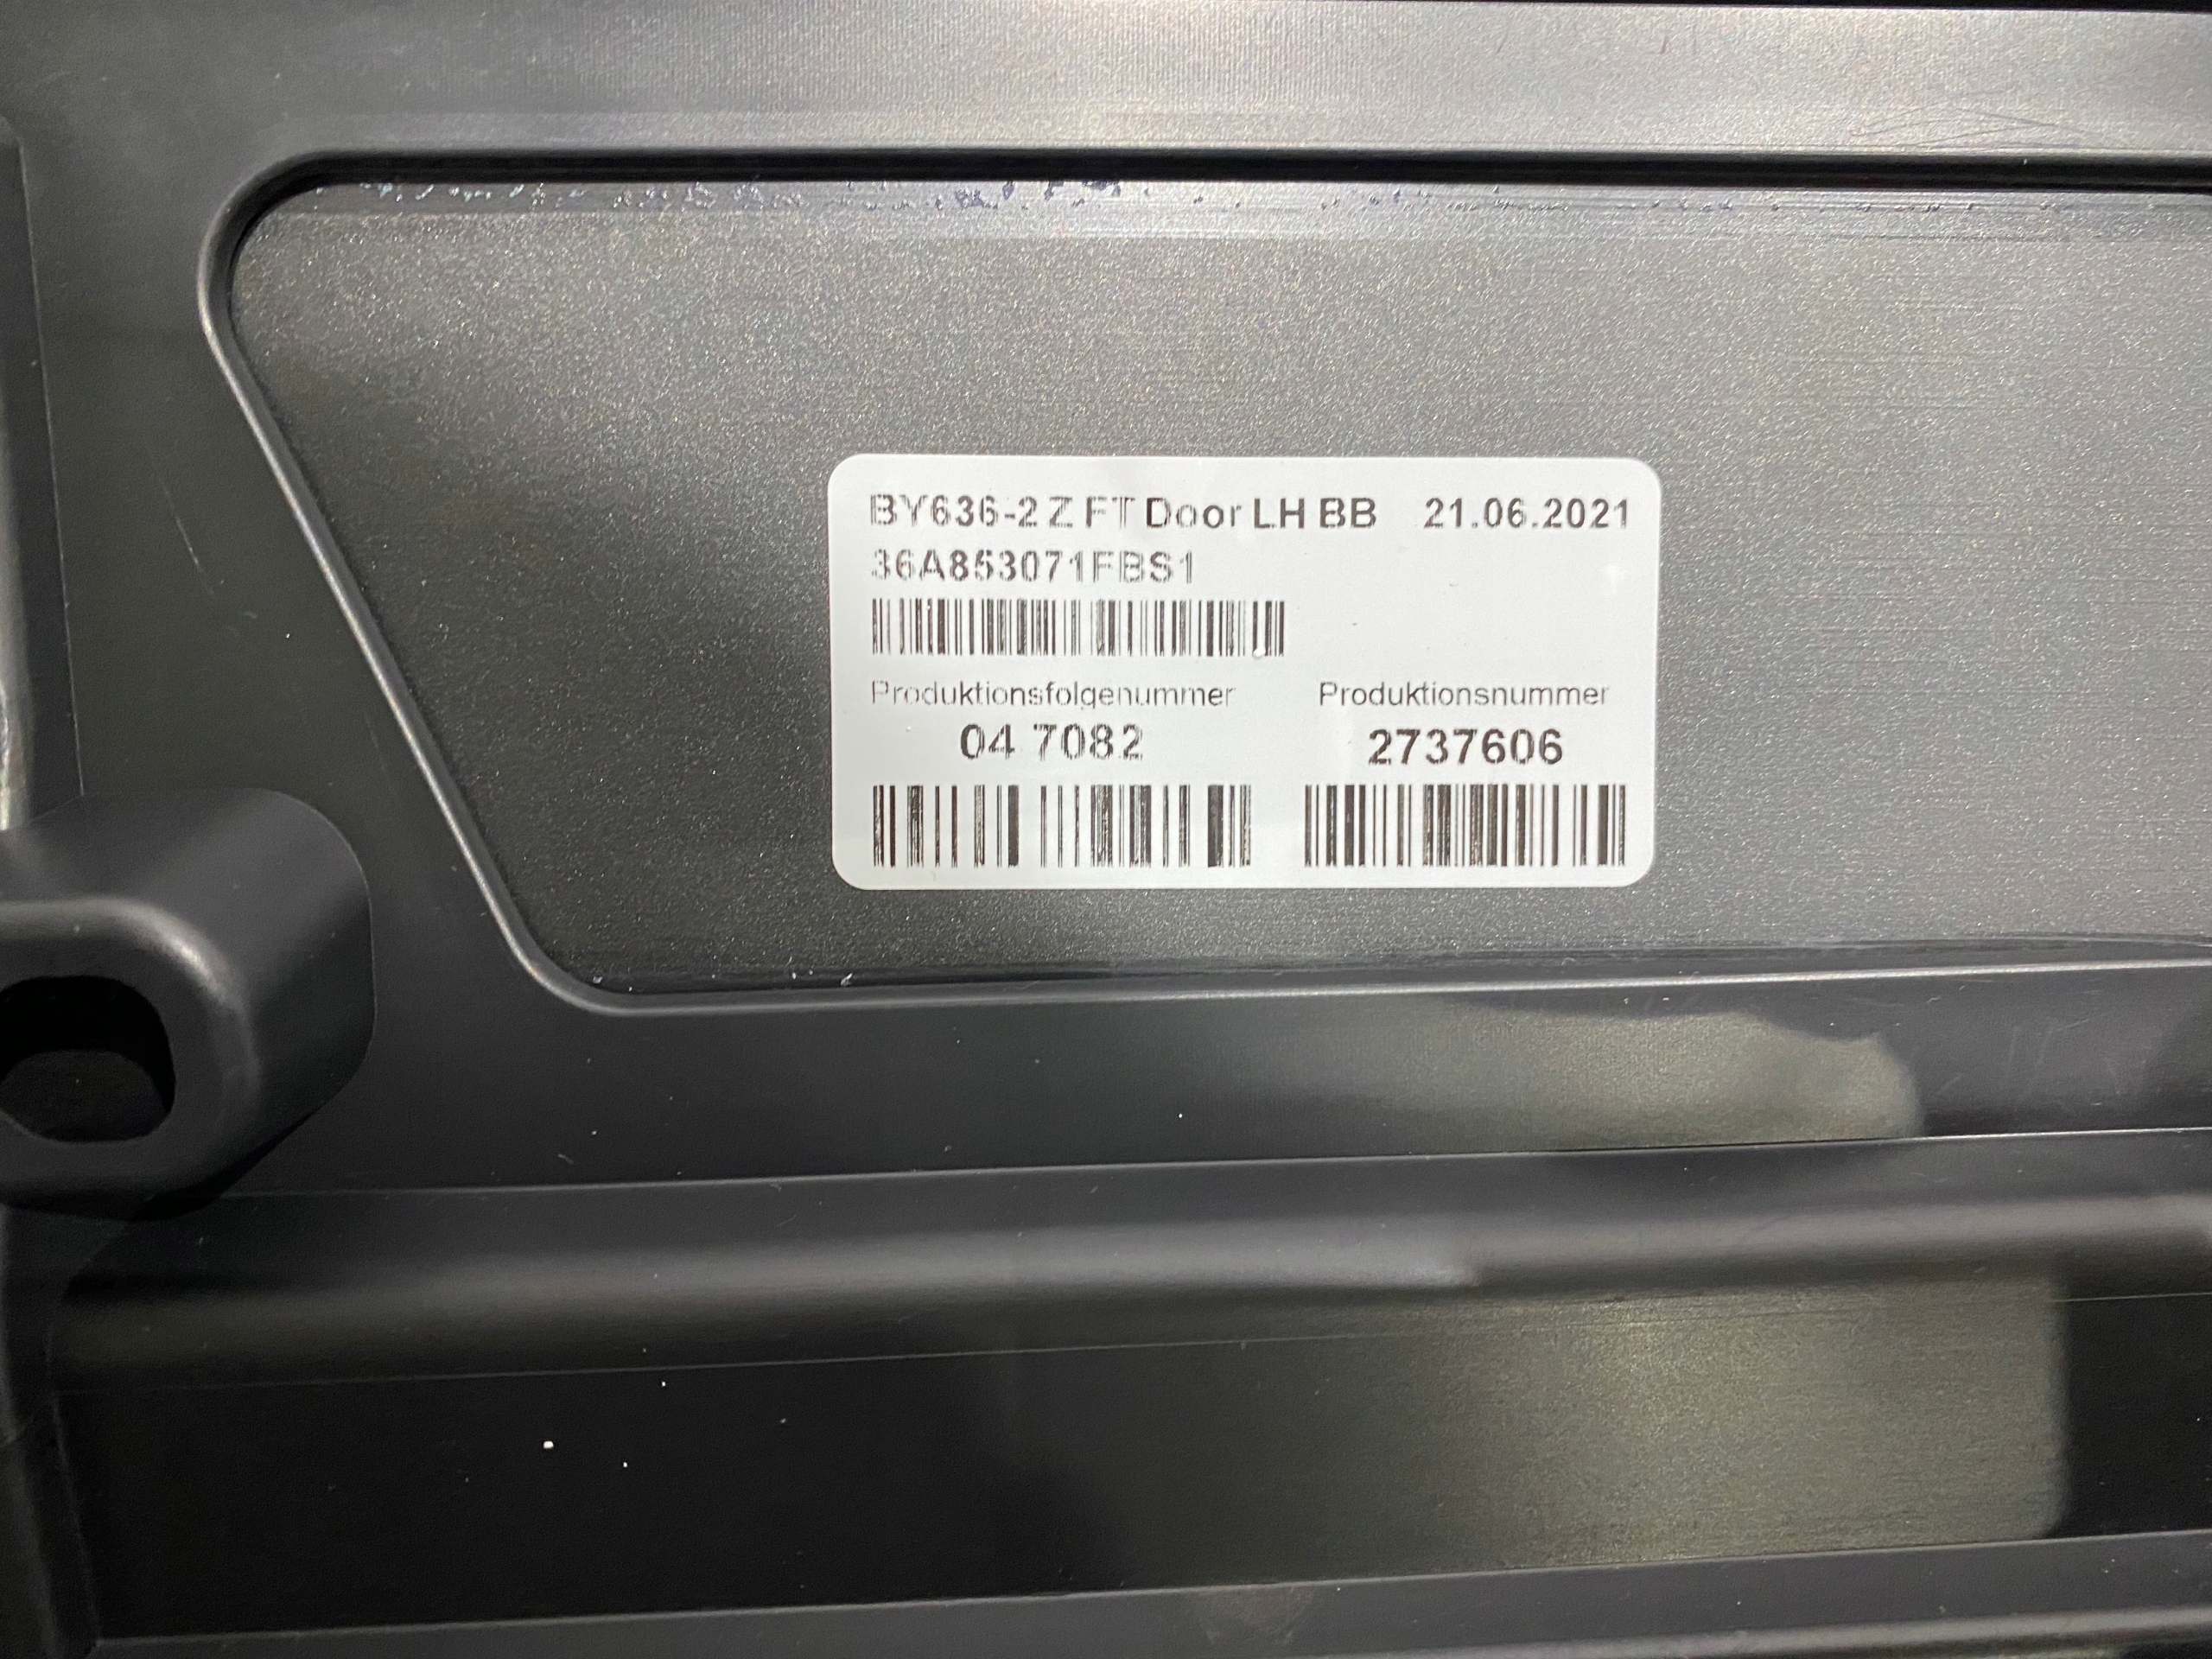 BY636-2 Z FT Door LH BB 21.06.2021
36A853071FBS1
Produktionsfolgenummer Produktionsnummer
04 7082 2737606